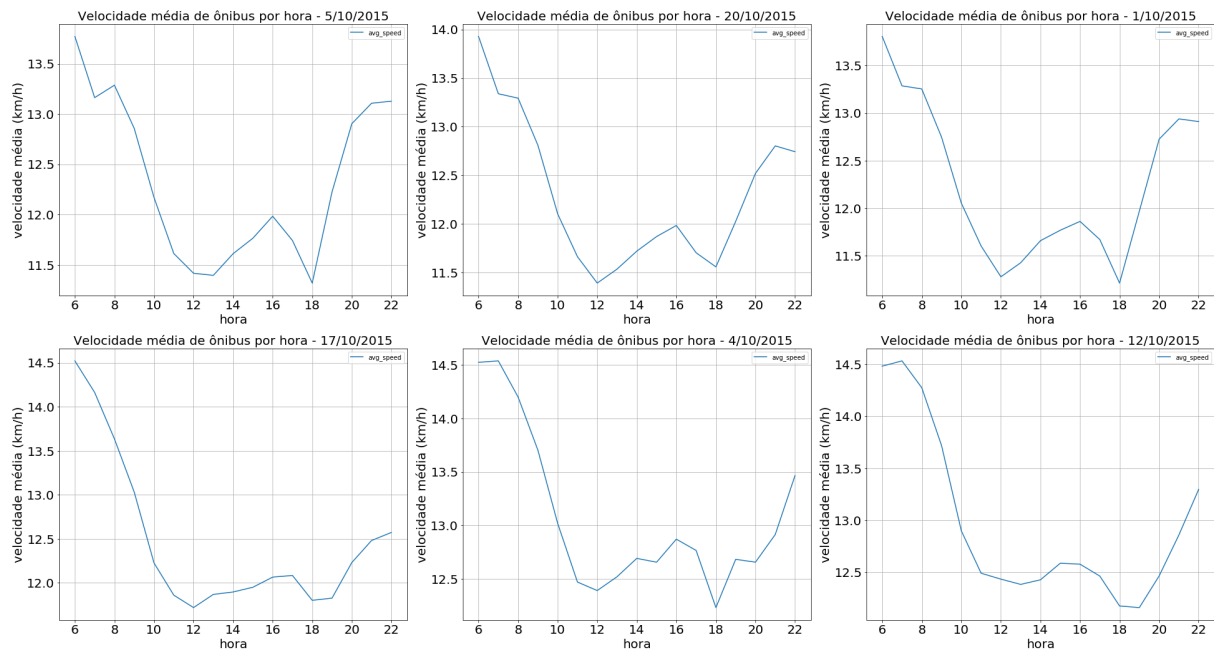 Velocidade média de ônibus por hora - 5/10/2015
avg_speed
velocidade média (km/h)
13.5
13.0
12.5
12.0
11.5
6 8 10 12 14 16 18 20 22
hora
Velocidade média de ônibus por hora - 20/10/2015
avg_speed
velocidade média (km/h)
14.0
13.5
13.0
12.5
12.0
11.5
6 8 10 12 14 16 18 20 22
hora
Velocidade média de ônibus por hora - 1/10/2015
avg_speed
velocidade média (km/h)
13.5
13.0
12.5
12.0
11.5
6 8 10 12 14 16 18 20 22
hora
Velocidade média de ônibus por hora - 17/10/2015
avg_speed
velocidade média (km/h)
14.5
14.0
13.5
13.0
12.5
12.0
6 8 10 12 14 16 18 20 22
hora
Velocidade média de ônibus por hora - 4/10/2015
avg_speed
velocidade média (km/h)
14.5
14.0
13.5
13.0
12.5
6 8 10 12 14 16 18 20 22
hora
Velocidade média de ônibus por hora - 12/10/2015
avg_speed
velocidade média (km/h)
14.5
14.0
13.5
13.0
12.5
6 8 10 12 14 16 18 20 22
hora